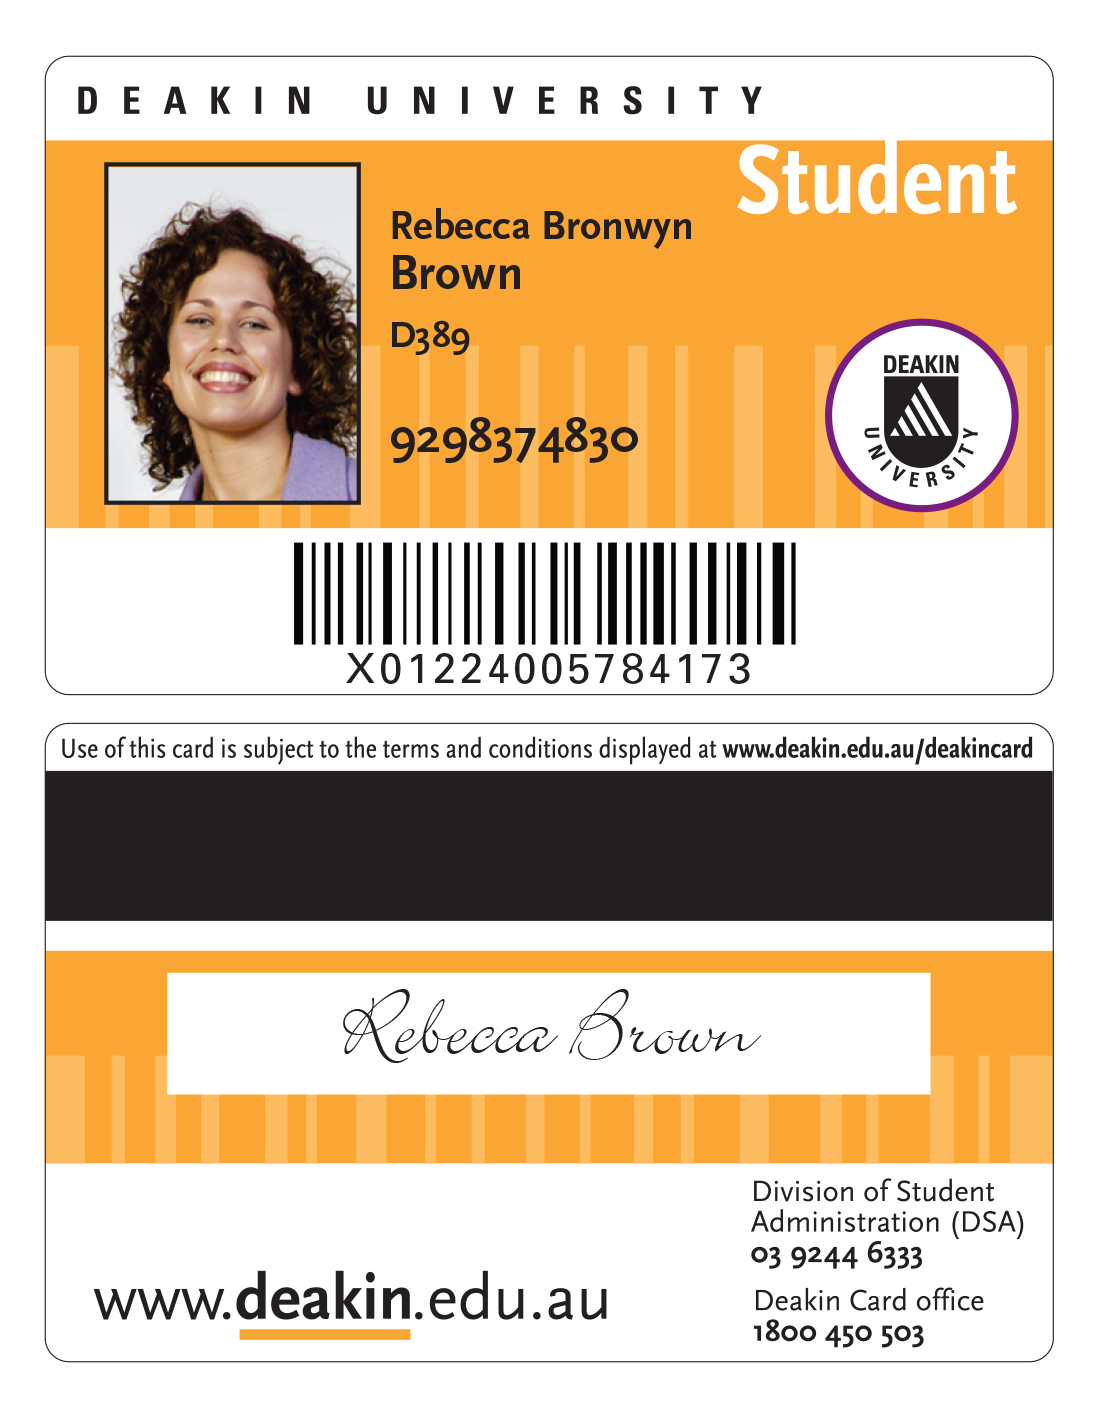 DEAKIN UNIVERSITY
Student
Rebecca Bronwyn
Brown
D389
9298374830
DEAKIN
UNIVERSITY
X01224005784173
Use of this card is subject to the terms and conditions displayed at www.deakin.edu.au/deakincard
Rebecca Brown
Division of Student
Administration (DSA)
03 9244 6333
www.deakin.edu.au
Deakin Card office
1800 450 503